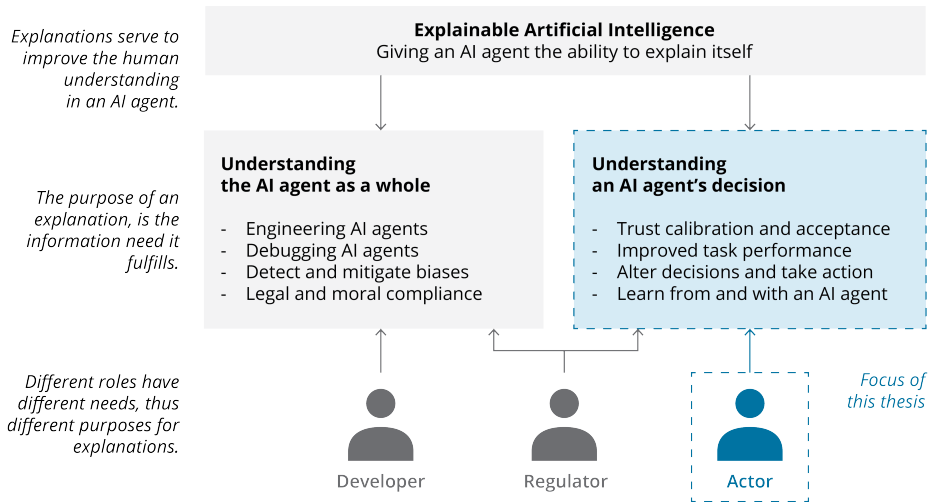 Explainable Artificial Intelligence
Giving an AI agent the ability to explain itself
Explanations serve to
improve the human
understanding
in an AI agent.
The purpose of an
explanation, is the
information need it
fulfills.
Understanding
the AI agent as a whole
- Engineering AI agents
- Debugging AI agents
- Detect and mitigate biases
- Legal and moral compliance
Understanding
an AI agent's decision
- Trust calibration and acceptance
- Improved task performance
- Alter decisions and take action
- Learn from and with an AI agent
Different roles have
different needs, thus
different purposes for
explanations.
Developer
Regulator
Actor
Focus of
this thesis